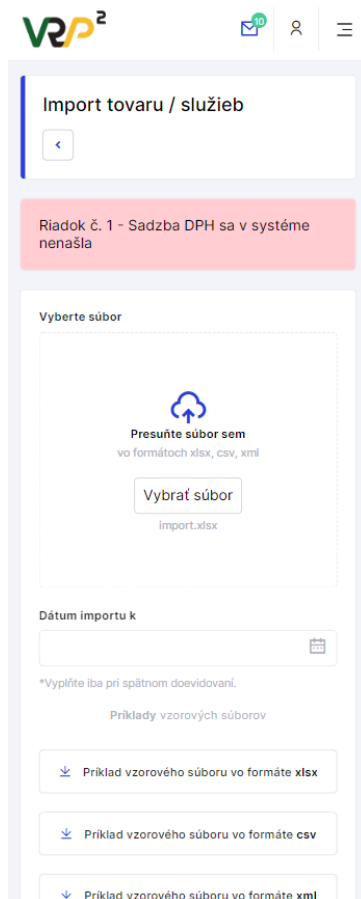 VRP²
10
Import tovaru / služieb
Riadok č. 1 - Sadzba DPH sa v systéme
nenašla
Vyberte súbor
Presuňte súbor sem
vo formátoch xlsx, csv, xml
Vybrať súbor
import.xlsx
Dátum importu k
*Vyplňte iba pri spätnom doevidovaní.
Príklady vzorových súborov
Príklad vzorového súboru vo formáte xlsx
Príklad vzorového súboru vo formáte csv
Príklad vzorového súboru vo formáte xml